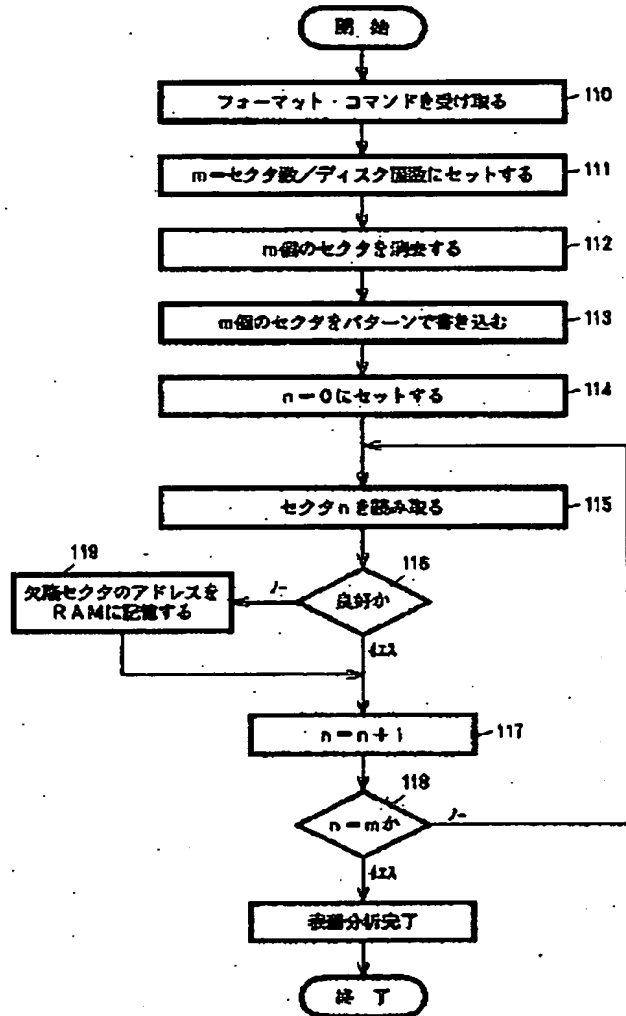 開始
フォーマット・コマンドを受け取る
110
m=セクタ数/ディスク面数にセットする
111
m個のセクタを消去する
112
m個のセクタをパターンで書き込む
113
n=0にセットする
114
セクタnを読み取る
115
119
欠陥セクタのアドレスを
RAMに記憶する
ノー
116
良好か
イエス
n=n+1
117
118
n=mか
ノー
イエス
表面分析完了
終了